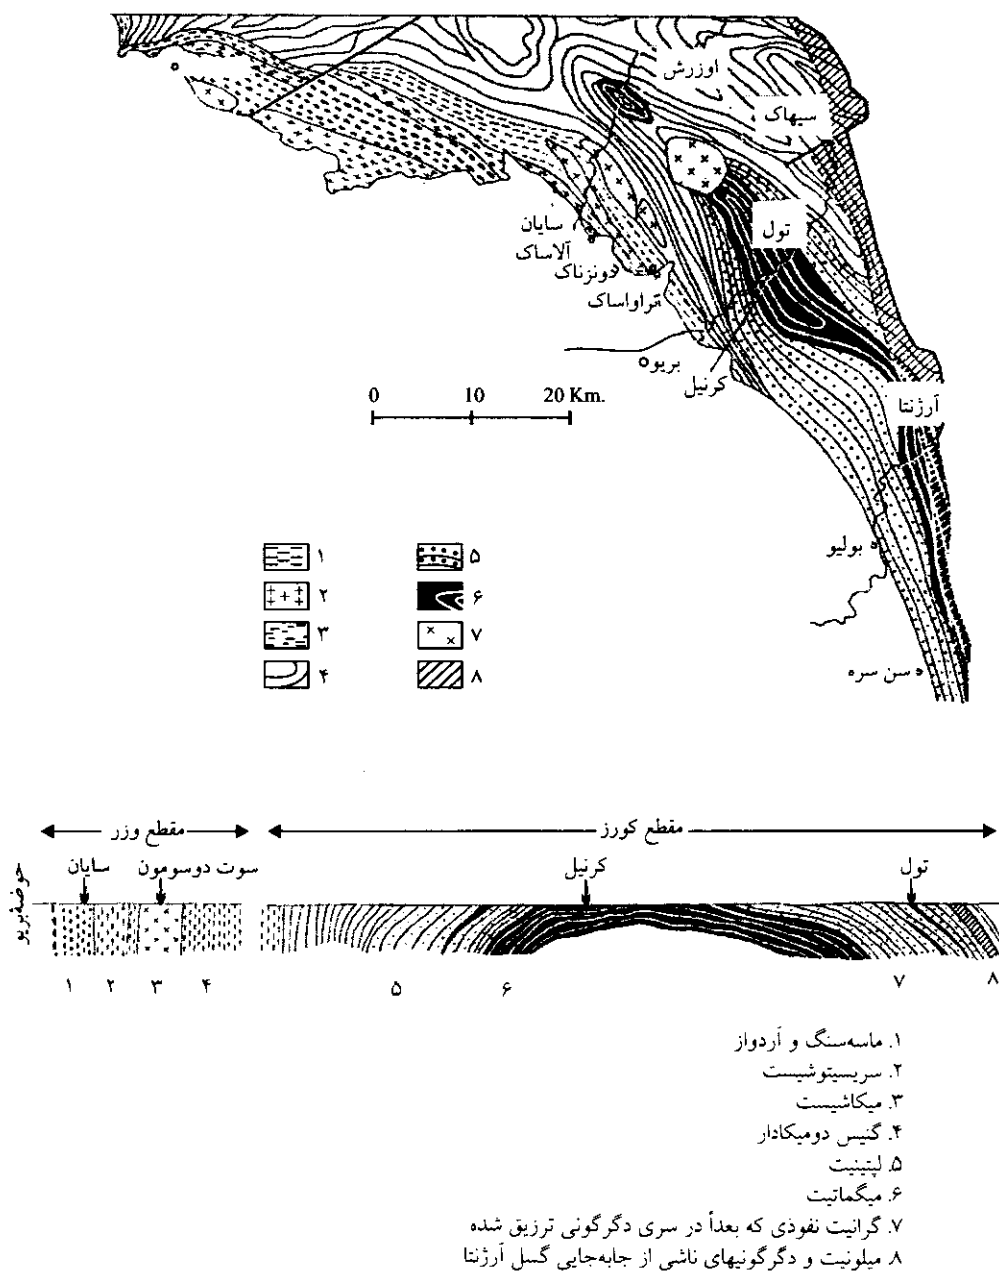 اوزرش
سیهاک
تول
سایان
آلاساک
دونزناک
تراواساک
بریو
کرنیل
آرژنتا
بولیو
سن سره
0 10 20 Km.
۱
۲
۳
۴
۵
۶
۷
۸
مقطع وزر
مقطع کورز
سایان
سوت دوسومون
کرنیل
تول
حوضهٔ بریو
۱ ۲ ۳ ۴ ۵ ۶ ۷ ۸
۱. ماسه‌سنگ و آردواز
۲. سریسیتوشیست
۳. میکاشیست
۴. گنیس دومیکادار
۵. لپتینیت
۶. میگماتیت
۷. گرانیت نفوذی که بعداً در سری دگرگونی ترزیق شده
۸. میلونیت و دگرگونیهای ناشی از جابه‌جایی گسل آرژنتا